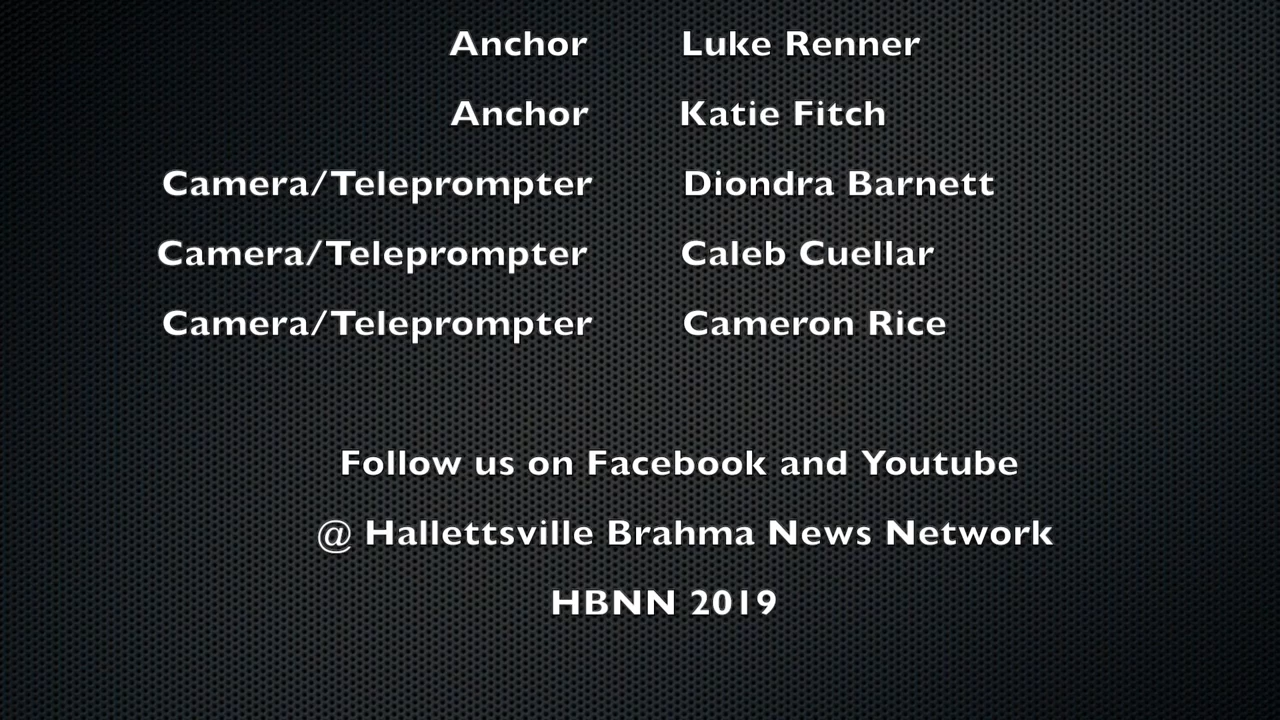 Anchor Luke Renner
Anchor Katie Fitch
Camera/Teleprompter Diondra Barnett
Camera/Teleprompter Caleb Cuellar
Camera/Teleprompter Cameron Rice
Follow us on Facebook and Youtube
@ Hallettsville Brahma News Network
HBNN 2019